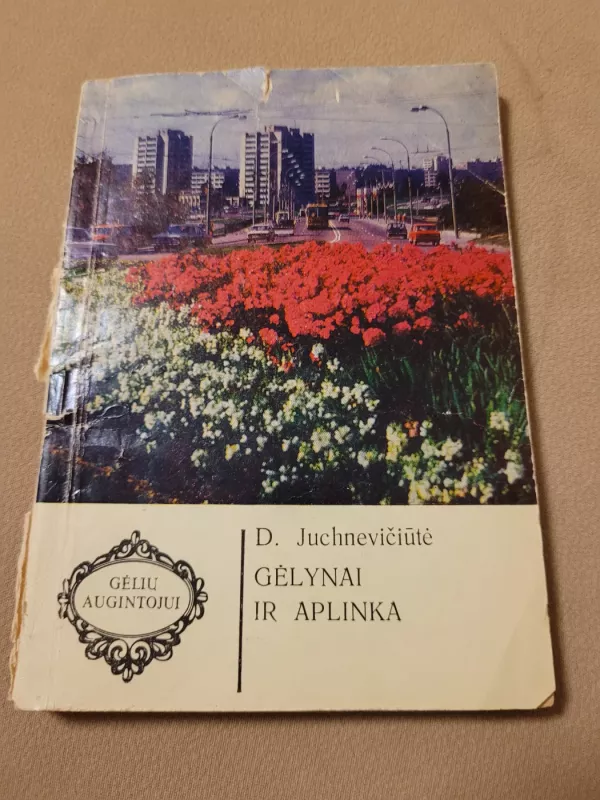 D. Juchnevičiūtė
GĖLYNAI
IR APLINKA
GĖLIŲ
AUGINTOJUI